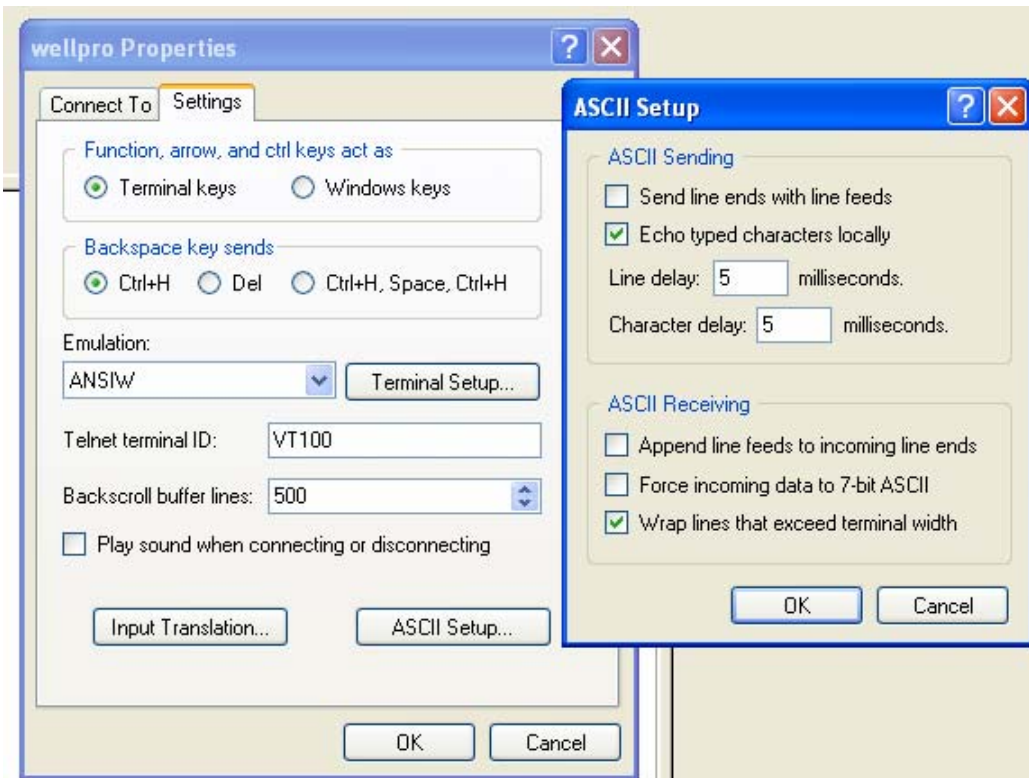 wellpro Properties
Connect To Settings
Function, arrow, and ctrl keys act as
Terminal keys Windows keys
Backspace key sends
Ctrl+H Del Ctrl+H, Space, Ctrl+H
Emulation:
ANSIW Terminal Setup...
Telnet terminal ID: VT100
Backscroll buffer lines: 500
Play sound when connecting or disconnecting
Input Translation... ASCII Setup...
OK Cancel
ASCII Setup
ASCII Sending
Send line ends with line feeds
Echo typed characters locally
Line delay: 5 milliseconds.
Character delay: 5 milliseconds.
ASCII Receiving
Append line feeds to incoming line ends
Force incoming data to 7-bit ASCII
Wrap lines that exceed terminal width
OK Cancel